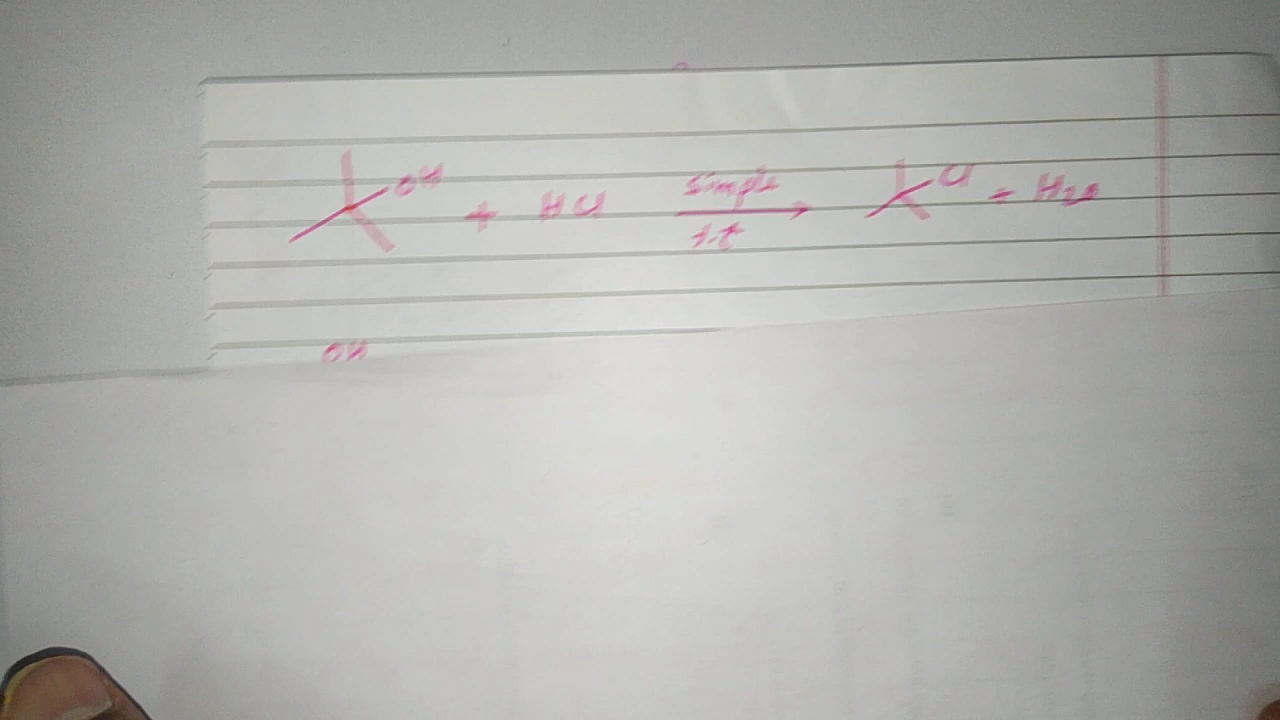 OH + HCl simple r.t Cl + H2O
OH